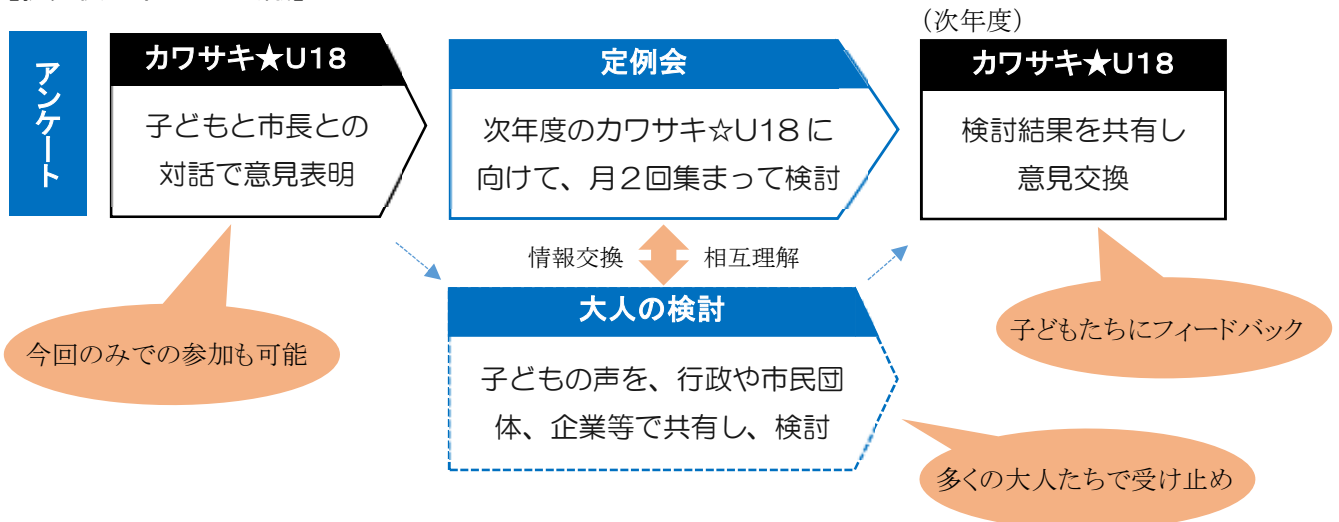 (次年度)
アンケート
カワサキ★U18
子どもと市長との
対話で意見表明
定例会
次年度のカワサキ☆U18に
向けて、月2回集まって検討
カワサキ★U18
検討結果を共有し
意見交換
情報交換
相互理解
今回のみでの参加も可能
大人の検討
子どもの声を、行政や市民団
体、企業等で共有し、検討
子どもたちにフィードバック
多くの大人たちで受け止め